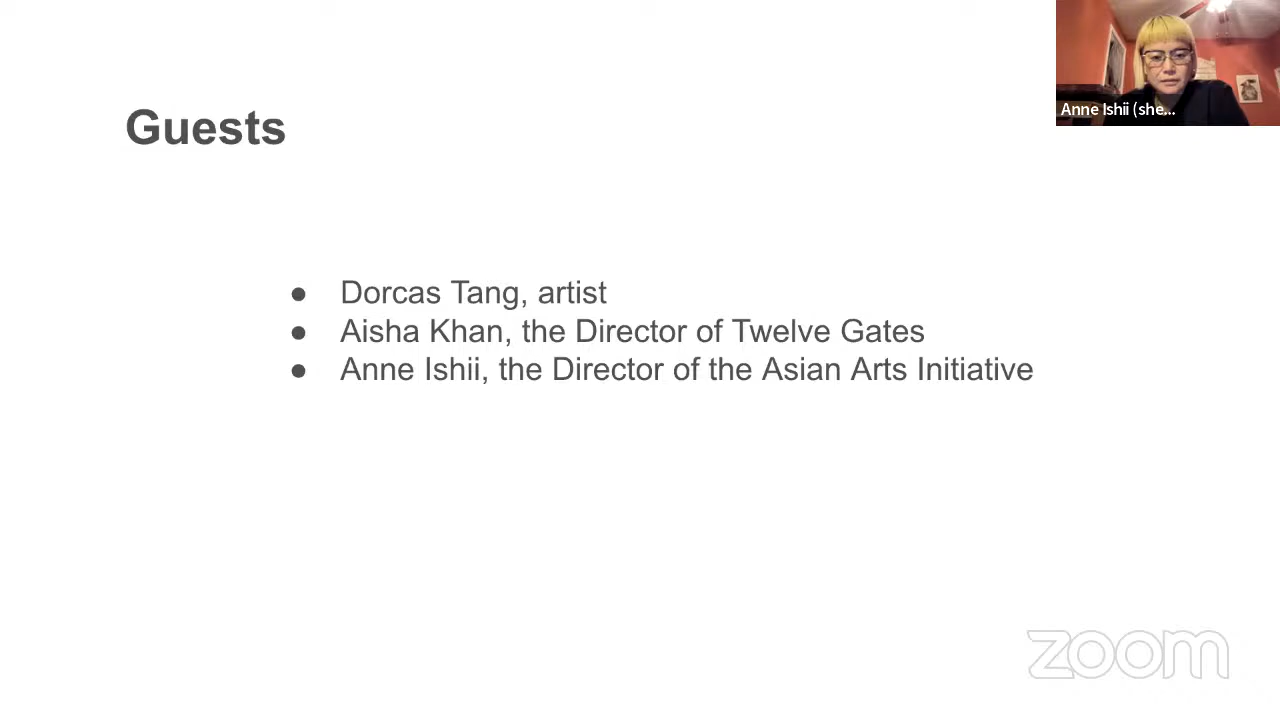 Anne Ishii (she...
Guests
● Dorcas Tang, artist
● Aisha Khan, the Director of Twelve Gates
● Anne Ishii, the Director of the Asian Arts Initiative
zoom